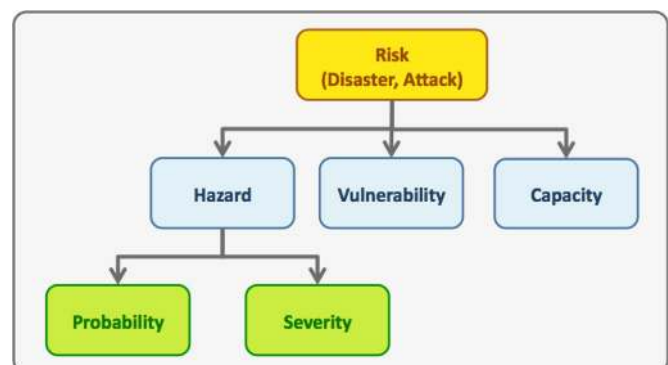 Risk
(Disaster, Attack)
Hazard
Vulnerability
Capacity
Probability
Severity